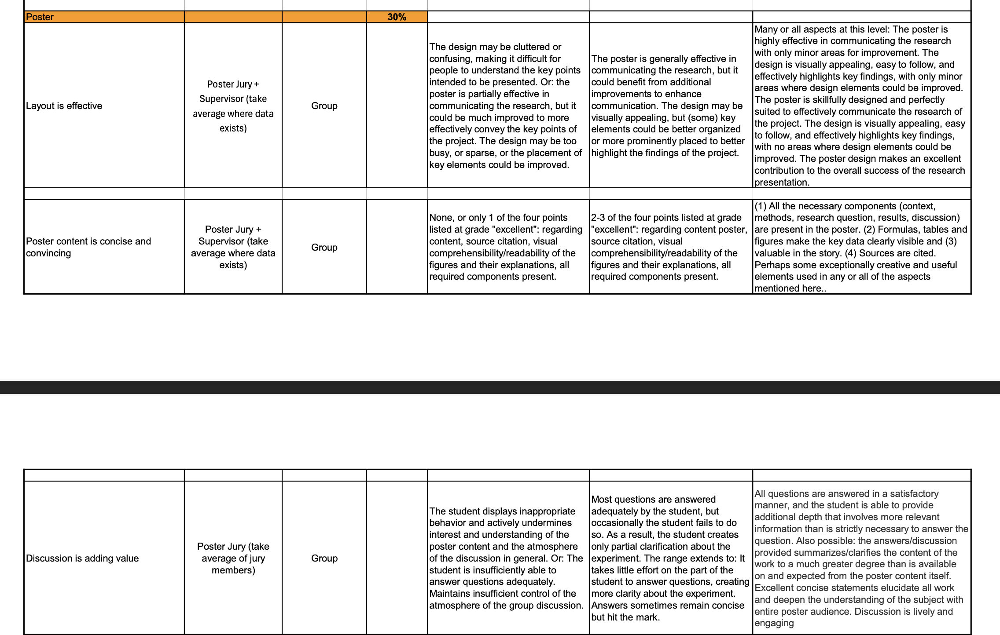 Poster
30%
Layout is effective
Poster Jury +
Supervisor (take
average where data
exists)
Group
The design may be cluttered or
confusing, making it difficult for
people to understand the key points
intended to be presented. Or: the
poster is partially effective in
communicating the research, but it
could be much improved to more
effectively convey the key points of
the project. The design may be too
busy, or sparse, or the placement of
key elements could be improved.
The poster is generally effective in
communicating the research, but it
could benefit from additional
improvements to enhance
communication. The design may be
visually appealing, but (some) key
elements could be better organized
or more prominently placed to better
highlight the findings of the project.
Many or all aspects at this level: The poster is
highly effective in communicating the research
with only minor areas for improvement. The
design is visually appealing, easy to follow, and
effectively highlights key findings, with only minor
areas where design elements could be improved.
The poster is skillfully designed and perfectly
suited to effectively communicate the research of
the project. The design is visually appealing, easy
to follow, and effectively highlights key findings,
with no areas where design elements could be
improved. The poster design makes an excellent
contribution to the overall success of the research
presentation.
Poster content is concise and
convincing
Poster Jury +
Supervisor (take
average where data
exists)
Group
None, or only 1 of the four points
listed at grade "excellent": regarding
content, source citation, visual
comprehensibility/readability of the
figures and their explanations, all
required components present.
2-3 of the four points listed at grade
"excellent": regarding content poster,
source citation, visual
comprehensibility/readability of the
figures and their explanations, all
required components present.
(1) All the necessary components (context,
methods, research question, results, discussion)
are present in the poster. (2) Formulas, tables and
figures make the key data clearly visible and (3)
valuable in the story. (4) Sources are cited.
Perhaps some exceptionally creative and useful
elements used in any or all of the aspects
mentioned here..
Discussion is adding value
Poster Jury (take
average of jury
members)
Group
The student displays inappropriate
behavior and actively undermines
interest and understanding of the
poster content and the atmosphere
of the discussion in general. Or: The
student is insufficiently able to
answer questions adequately.
Maintains insufficient control of the
atmosphere of the group discussion.
Most questions are answered
adequately by the student, but
occasionally the student fails to do
so. As a result, the student creates
only partial clarification about the
experiment. The range extends to: It
takes little effort on the part of the
student to answer questions, creating
more clarity about the experiment.
Answers sometimes remain concise
but hit the mark.
All questions are answered in a satisfactory
manner, and the student is able to provide
additional depth that involves more relevant
information than is strictly necessary to answer the
question. Also possible: the answers/discussion
provided summarizes/clarifies the content of the
work to a much greater degree than is available
on and expected from the poster content itself.
Excellent concise statements elucidate all work
and deepen the understanding of the subject with
entire poster audience. Discussion is lively and
engaging